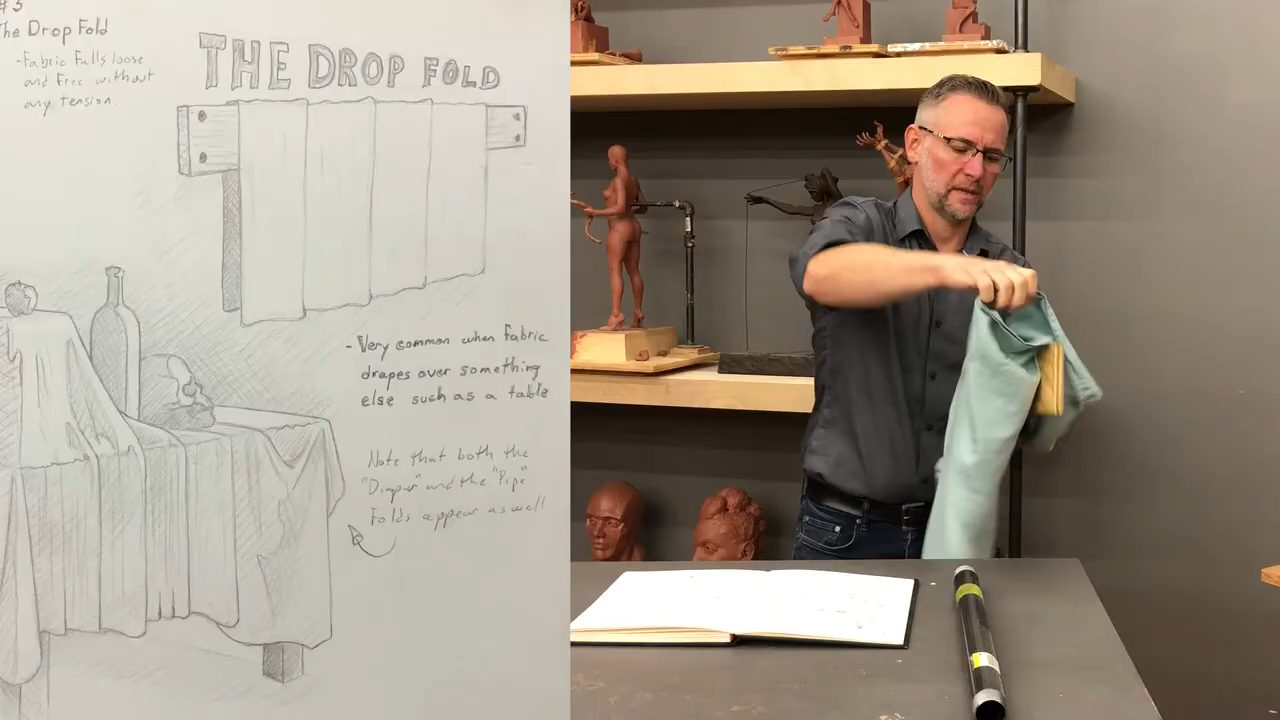 #3
The Drop Fold
-Fabric Falls loose
and Free without
any tension.
THE DROP FOLD
- Very common when fabric
drapes over something
else such as a table
Note that both the
"Diaper" and the "Pipe"
Folds appear as well